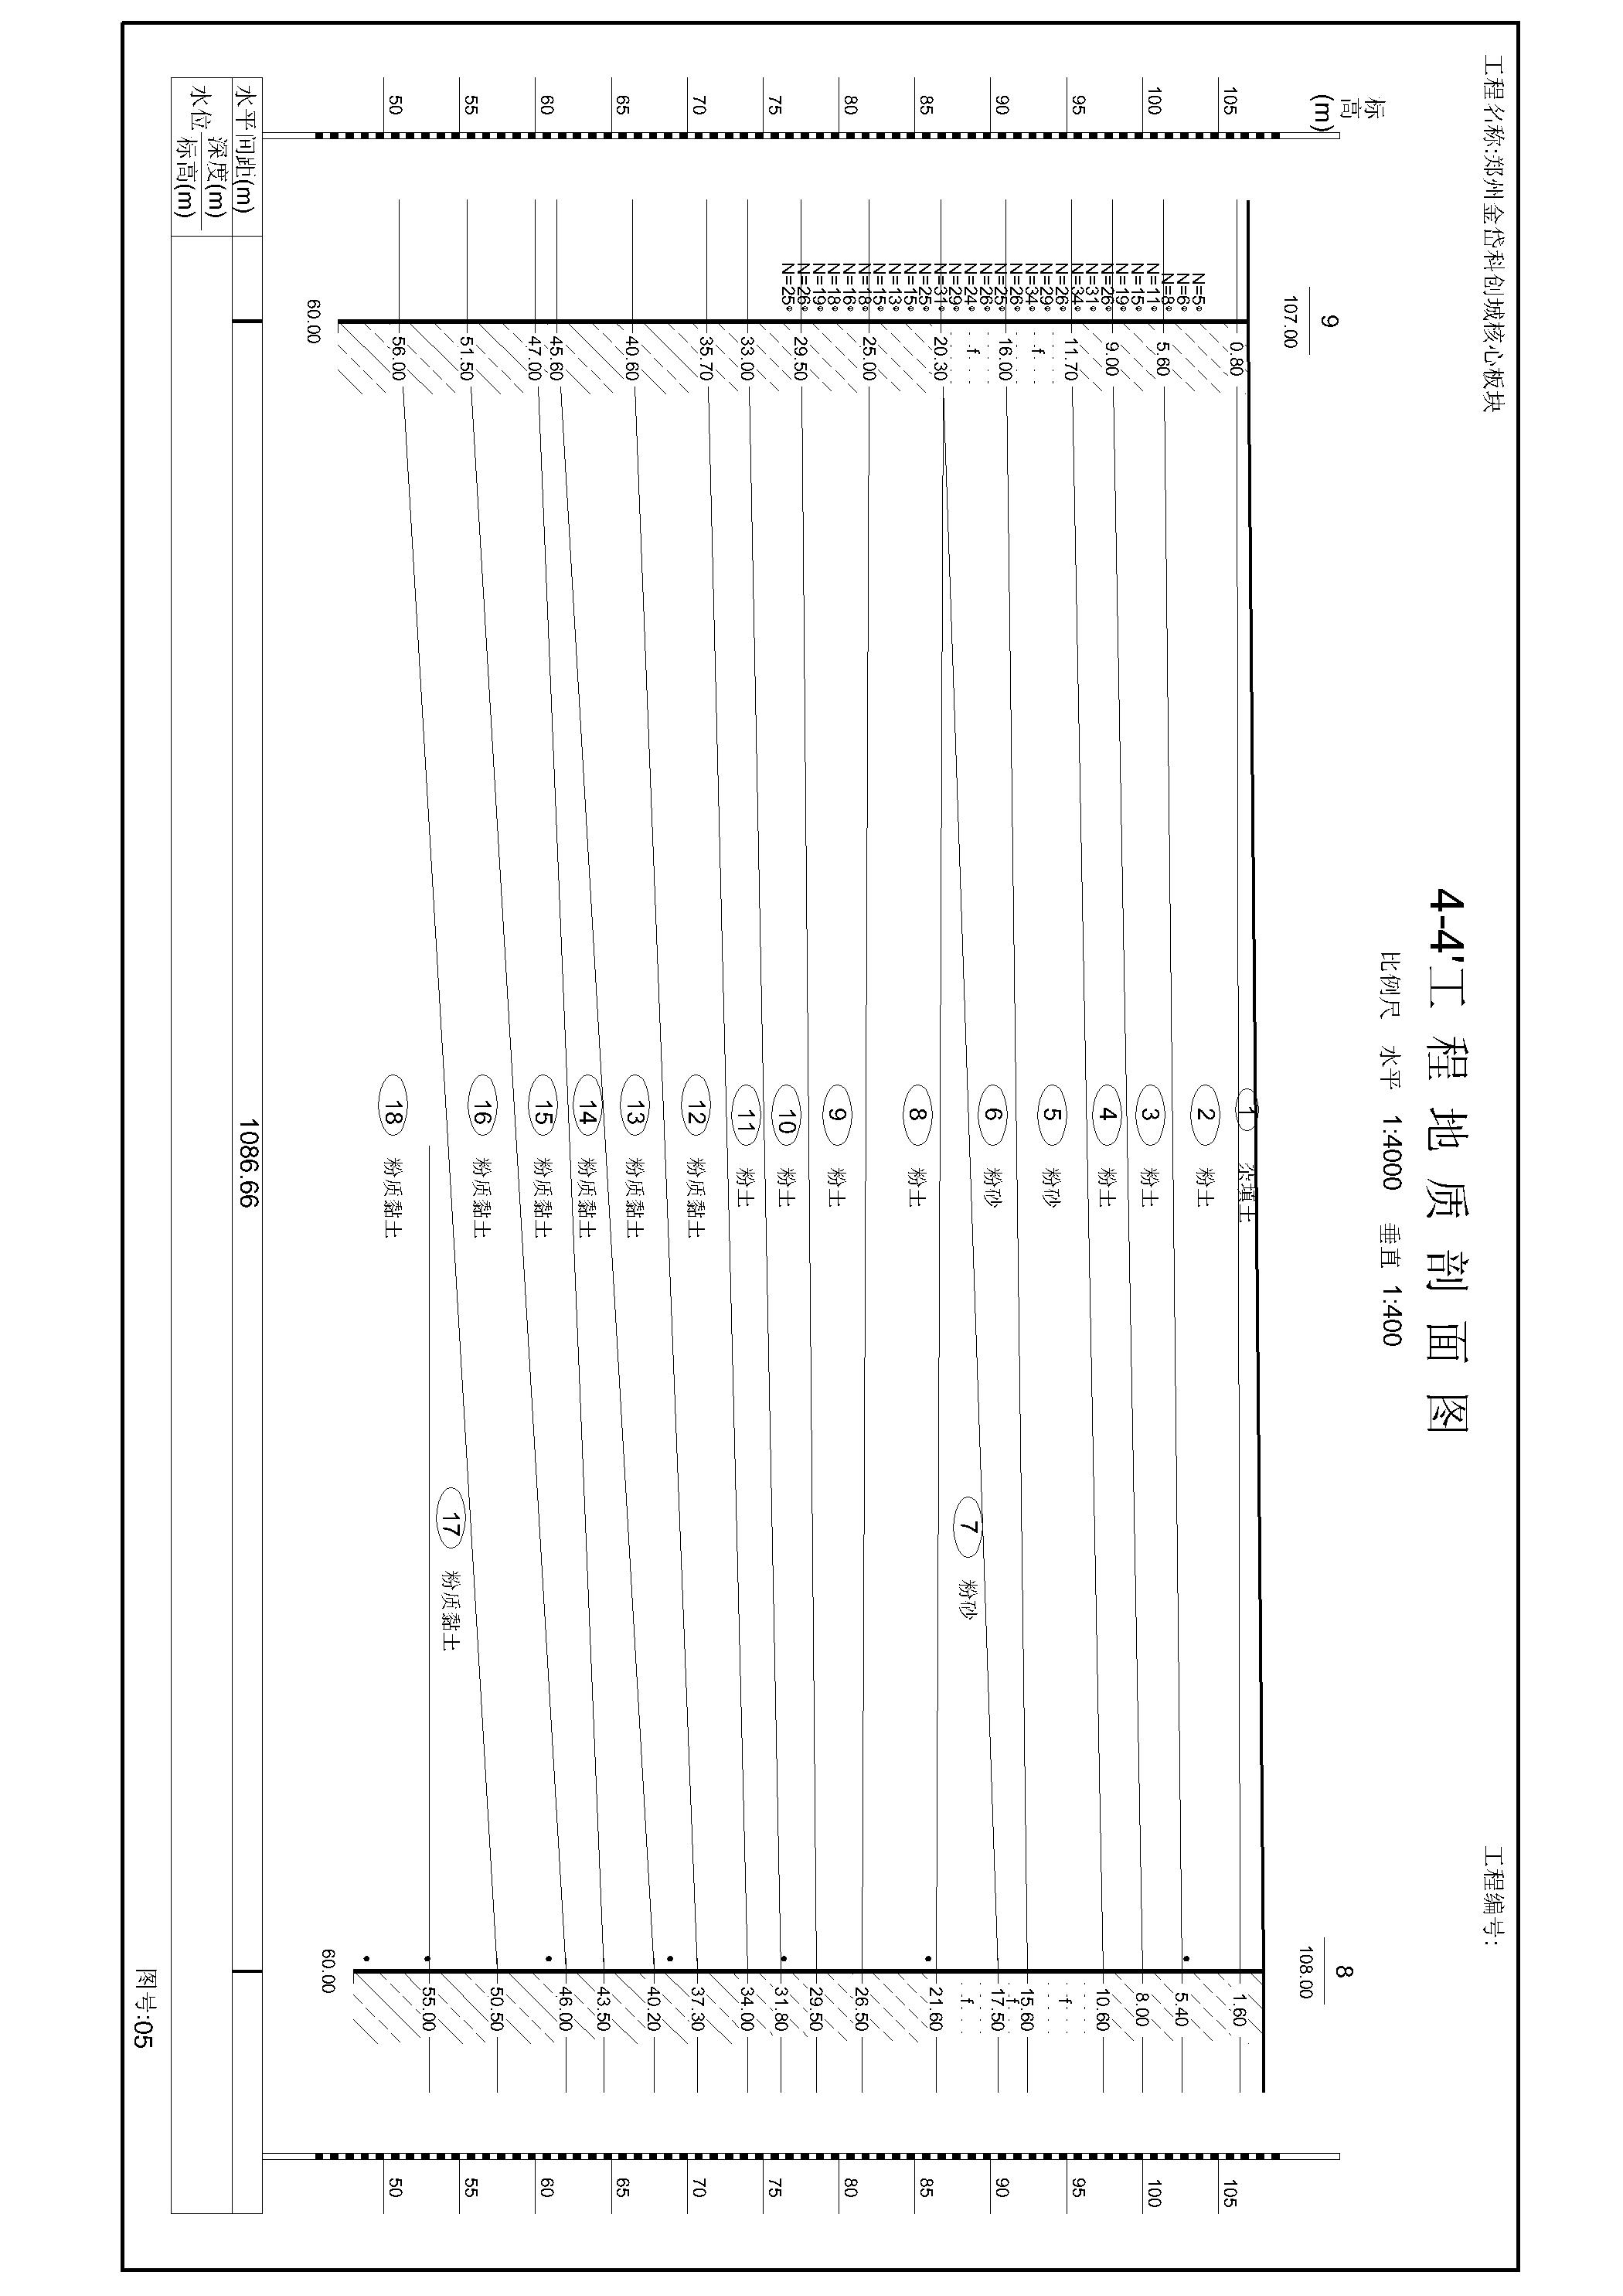 工程名称:郑州金岱科创城核心板块
工程编号:
4-4'工程地质剖面图
比例尺 水平 1:4000 垂直 1:400
标高(m)
9
107.00
8
108.00
105
100
95
90
85
80
75
70
65
60
55
50
N=5
N=6
N=8
N=11
N=15
N=19
N=26
N=31
N=34
N=26
N=29
N=34
N=26
N=25
N=26
N=24
N=29
N=31
N=25
N=15
N=13
N=15
N=18
N=16
N=18
N=19
N=26
N=25
0.80
5.60
9.00
11.70
f
16.00
f
20.30
25.00
29.50
33.00
35.70
40.60
45.60
47.00
51.50
56.00
60.00
1 杂填土
2 粉土
3 粉土
4 粉土
5 粉砂
6 粉砂
7 粉砂
8 粉土
9 粉土
10 粉土
11 粉土
12 粉质黏土
13 粉质黏土
14 粉质黏土
15 粉质黏土
16 粉质黏土
17 粉质黏土
18 粉质黏土
1.60
5.40
8.00
10.60
f
15.60
f
17.50
f
21.60
26.50
29.50
31.80
34.00
37.30
40.20
43.50
46.00
50.50
55.00
60.00
105
100
95
90
85
80
75
70
65
60
55
50
水平间距(m)
1086.66
水位 深度(m)
标高(m)
图号:05